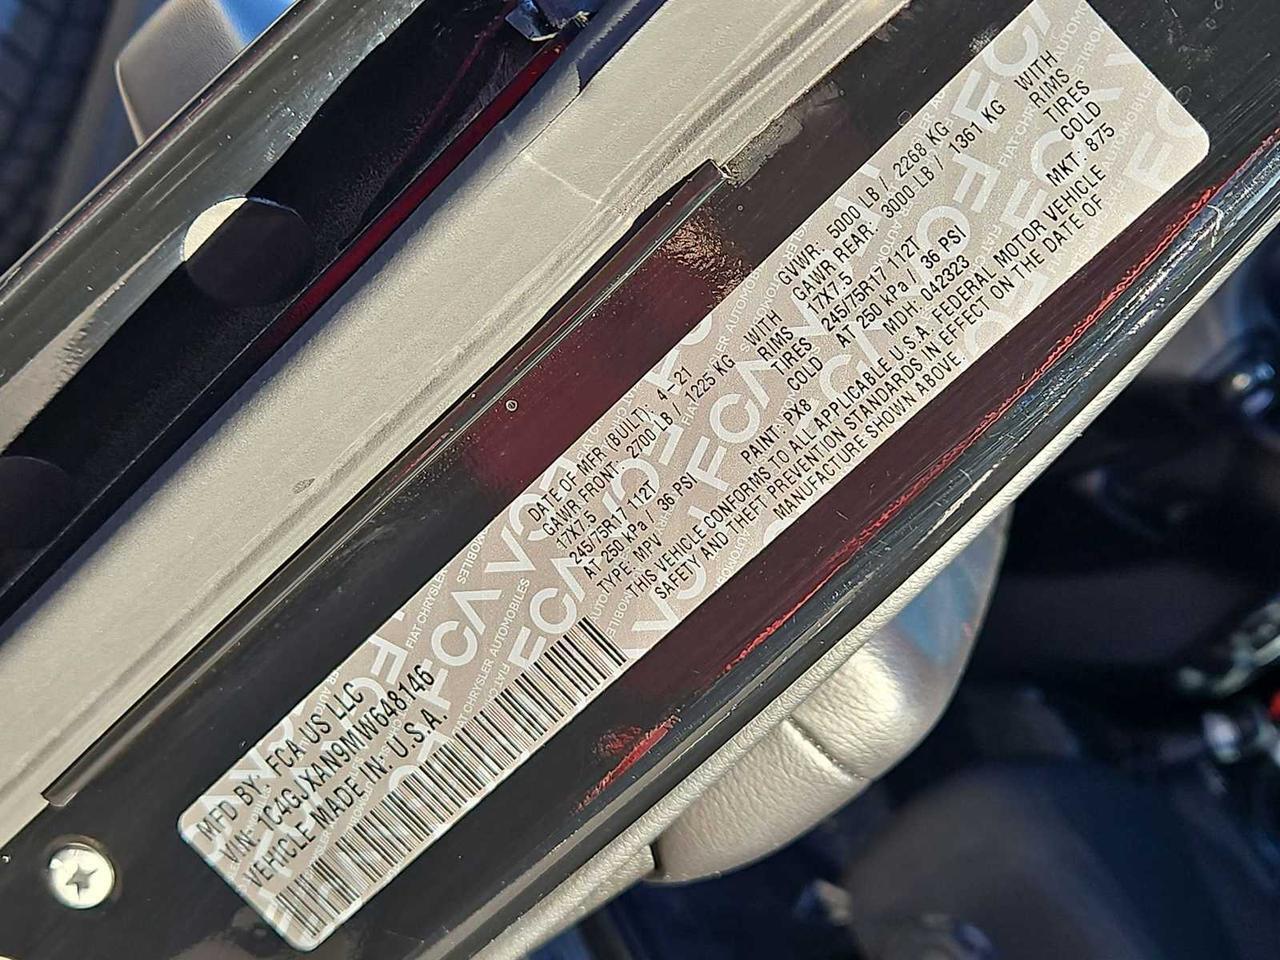 MFD BY: FCA US LLC
VIN: 1C4GJXAN9MW648146
VEHICLE MADE IN: U.S.A.
DATE OF MFR (BUILT): 4-21 GVWR: 5000 LB / 2268 KG
GAWR FRONT: 2700 LB / 1225 KG WITH GAWR REAR: 3000 LB / 1361 KG WITH
17X7.5 RIMS 17X7.5 RIMS
245/75R17 112T TIRES 245/75R17 112T TIRES
AT 250 kPa / 36 PSI COLD AT 250 kPa / 36 PSI COLD
TYPE: MPV PAINT: PX8 MDH: 042323 MKT: 875
THIS VEHICLE CONFORMS TO ALL APPLICABLE U.S.A. FEDERAL MOTOR VEHICLE
SAFETY AND THEFT PREVENTION STANDARDS IN EFFECT ON THE DATE OF
MANUFACTURE SHOWN ABOVE.
FCA
FIAT CHRYSLER AUTOMOBILES